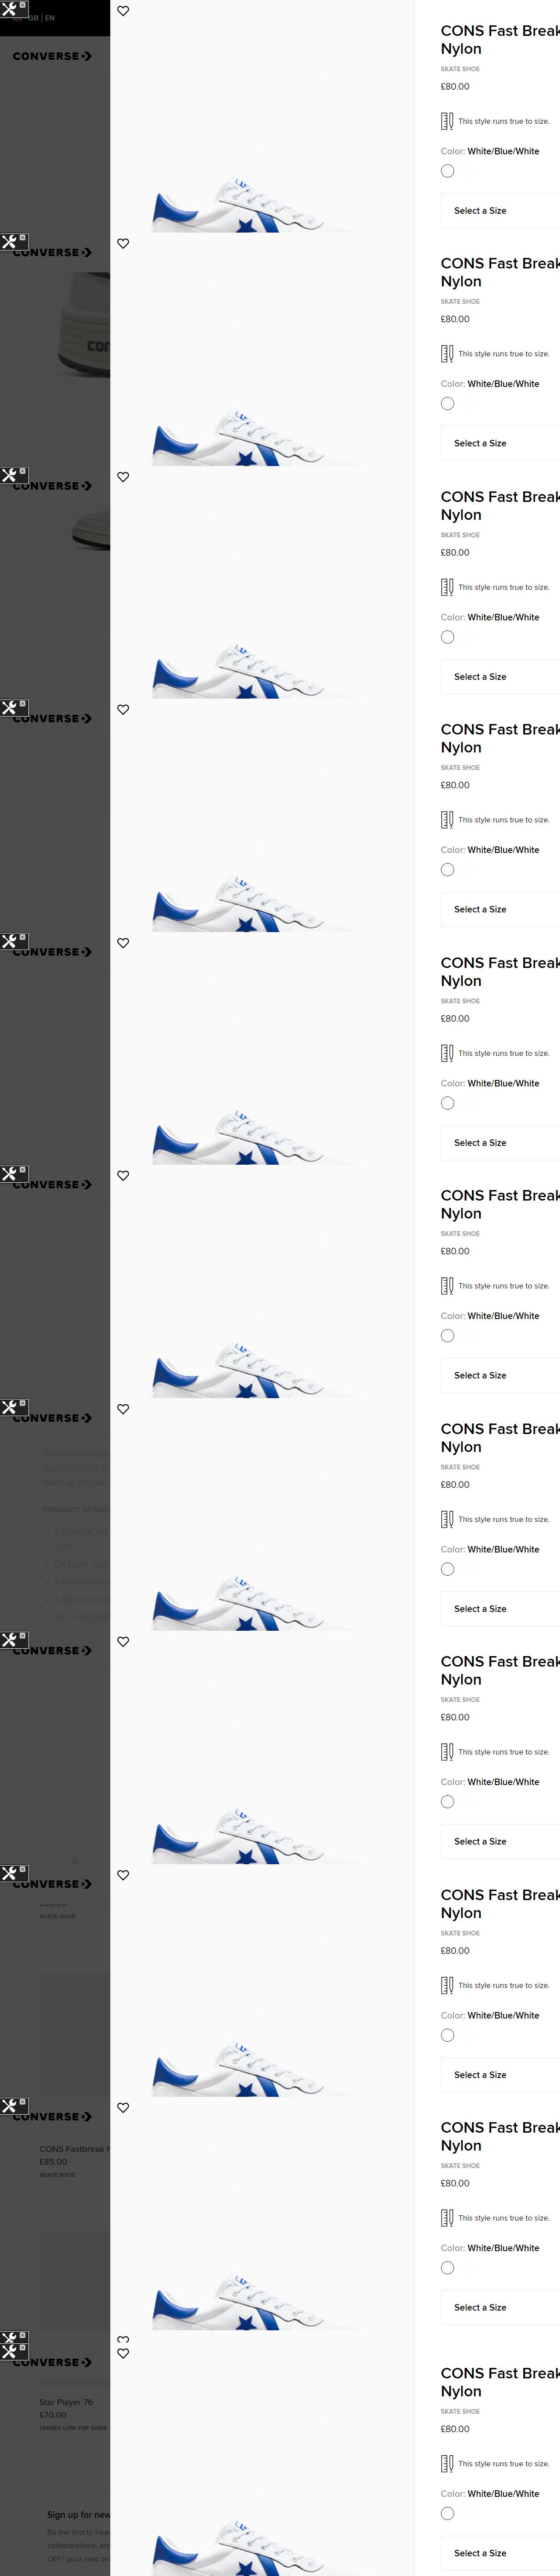 GB | EN
CONVERSE
CONS Fast Break
Nylon
SKATE SHOE
£80.00
This style runs true to size.
Color: White/Blue/White
Select a Size
CONVERSE
CONS Fast Break
Nylon
SKATE SHOE
£80.00
This style runs true to size.
Color: White/Blue/White
Select a Size
CONVERSE
CONS Fast Break
Nylon
SKATE SHOE
£80.00
This style runs true to size.
Color: White/Blue/White
Select a Size
CONVERSE
CONS Fast Break
Nylon
SKATE SHOE
£80.00
This style runs true to size.
Color: White/Blue/White
Select a Size
CONVERSE
CONS Fast Break
Nylon
SKATE SHOE
£80.00
This style runs true to size.
Color: White/Blue/White
Select a Size
CONVERSE
CONS Fast Break
Nylon
SKATE SHOE
£80.00
This style runs true to size.
Color: White/Blue/White
Select a Size
CONVERSE
CONS Fast Break
Nylon
SKATE SHOE
£80.00
This style runs true to size.
Color: White/Blue/White
Select a Size
PRODUCT DETAILS
CONVERSE
CONS Fast Break
Nylon
SKATE SHOE
£80.00
This style runs true to size.
Color: White/Blue/White
Select a Size
CONVERSE
SKATE SHOE
CONS Fast Break
Nylon
SKATE SHOE
£80.00
This style runs true to size.
Color: White/Blue/White
Select a Size
CONVERSE
CONS Fastbreak P
£85.00
SKATE SHOE
CONS Fast Break
Nylon
SKATE SHOE
£80.00
This style runs true to size.
Color: White/Blue/White
Select a Size
CONVERSE
Star Player 76
£70.00
UNISEX LOW TOP SHOE
CONS Fast Break
Nylon
SKATE SHOE
£80.00
This style runs true to size.
Color: White/Blue/White
Select a Size
Sign up for new
Be the first to hear
collaborations, and
OFF* your next or